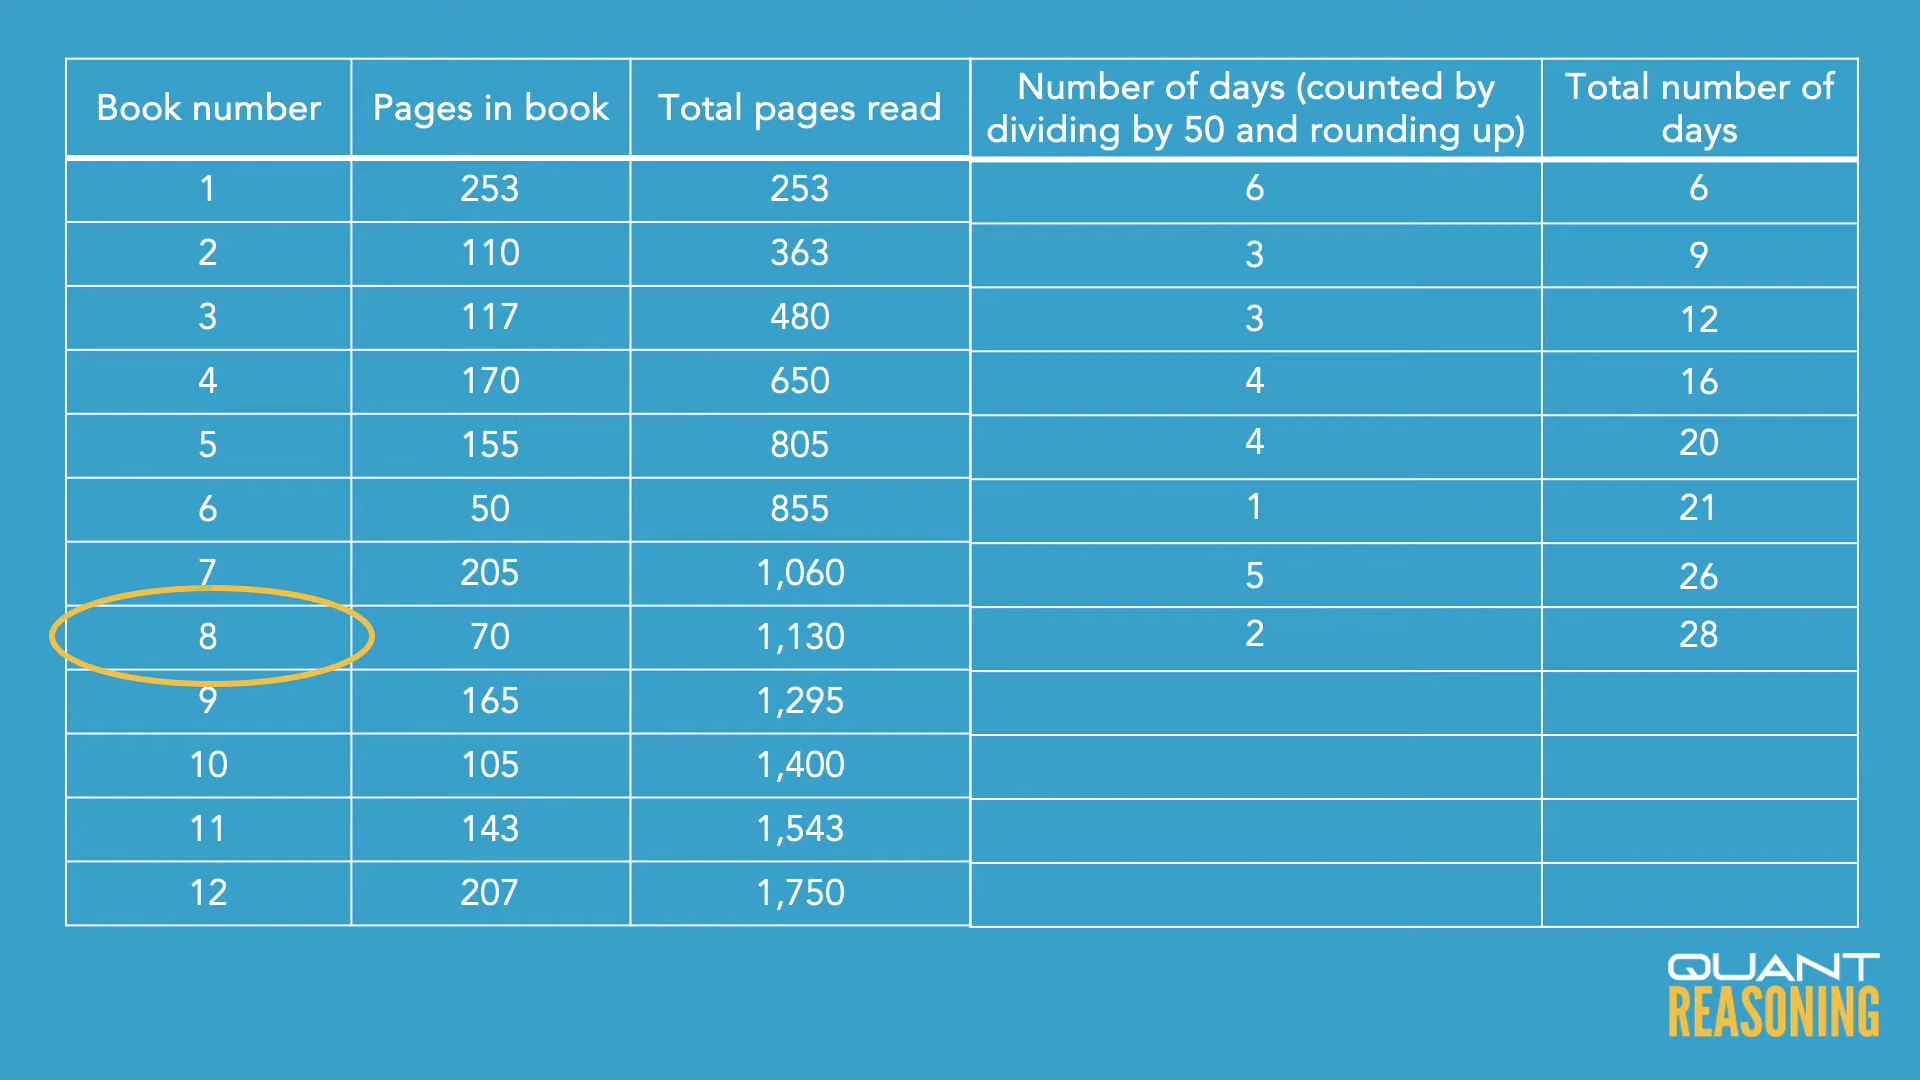 Book number Pages in book Total pages read Number of days (counted by dividing by 50 and rounding up) Total number of days
1 253 253 6 6
2 110 363 3 9
3 117 480 3 12
4 170 650 4 16
5 155 805 4 20
6 50 855 1 21
7 205 1,060 5 26
8 70 1,130 2 28
9 165 1,295
10 105 1,400
11 143 1,543
12 207 1,750
QUANT
REASONING